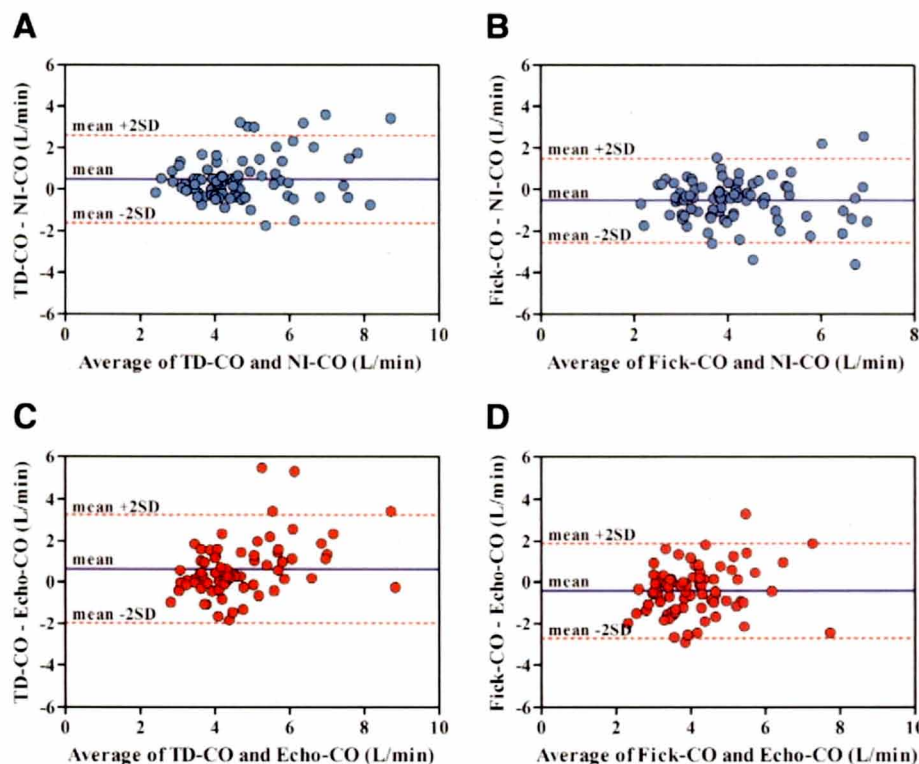 A
B
6
4
2
0
-2
-4
-6
TD-CO - NI-CO (L/min)
mean +2SD
mean
mean -2SD
0
2
4
6
8
10
Average of TD-CO and NI-CO (L/min)
6
4
2
0
-2
-4
-6
Fick-CO - NI-CO (L/min)
mean +2SD
mean
mean -2SD
0
2
4
6
8
Average of Fick-CO and NI-CO (L/min)
C
D
6
4
2
0
-2
-4
-6
TD-CO - Echo-CO (L/min)
mean +2SD
mean
mean -2SD
0
2
4
6
8
10
Average of TD-CO and Echo-CO (L/min)
6
4
2
0
-2
-4
-6
Fick-CO - Echo-CO (L/min)
mean +2SD
mean
mean -2SD
0
2
4
6
8
10
Average of Fick-CO and Echo-CO (L/min)